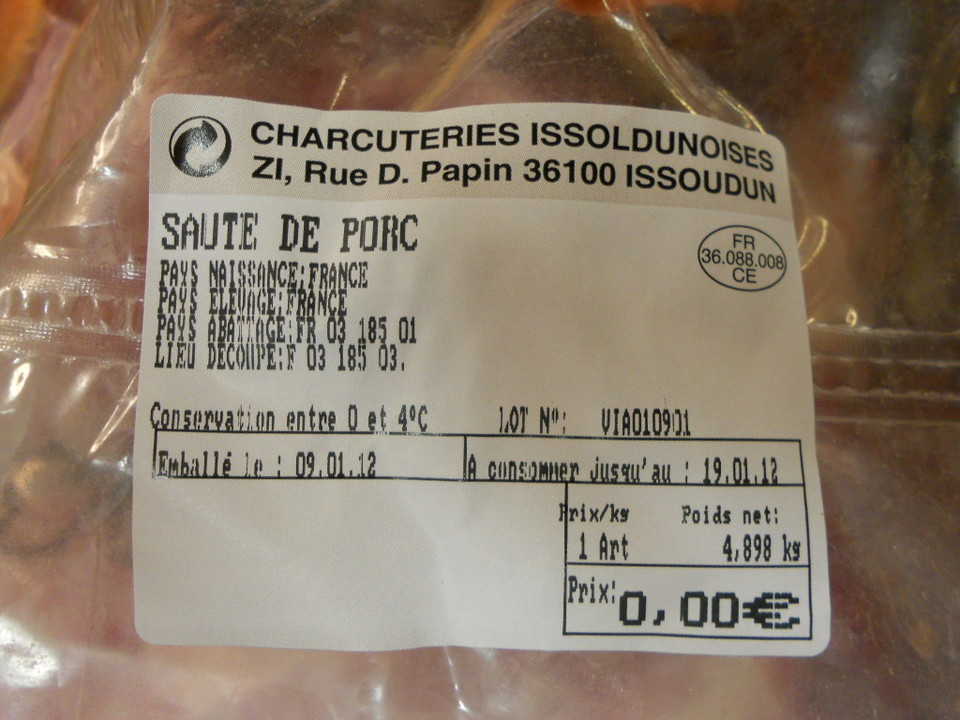 CHARCUTERIES ISSOLDUNOISES
ZI, Rue D. Papin 36100 ISSOUDUN
SAUTE DE PORC
FR
36.088.008
CE
PAYS NAISSANCE:FRANCE
PAYS ELEVAGE:FRANCE
PAYS ABATTAGE:FR 03 185 01
LIEU DECOUPE:F 03 185 03.
Conservation entre 0 et 4°C LOT N°: VIA010901
Emballé le : 09.01.12 A consommer jusqu'au : 19.01.12
Prix/kg Poids net:
1 Art 4,898 kg
Prix: 0,00€